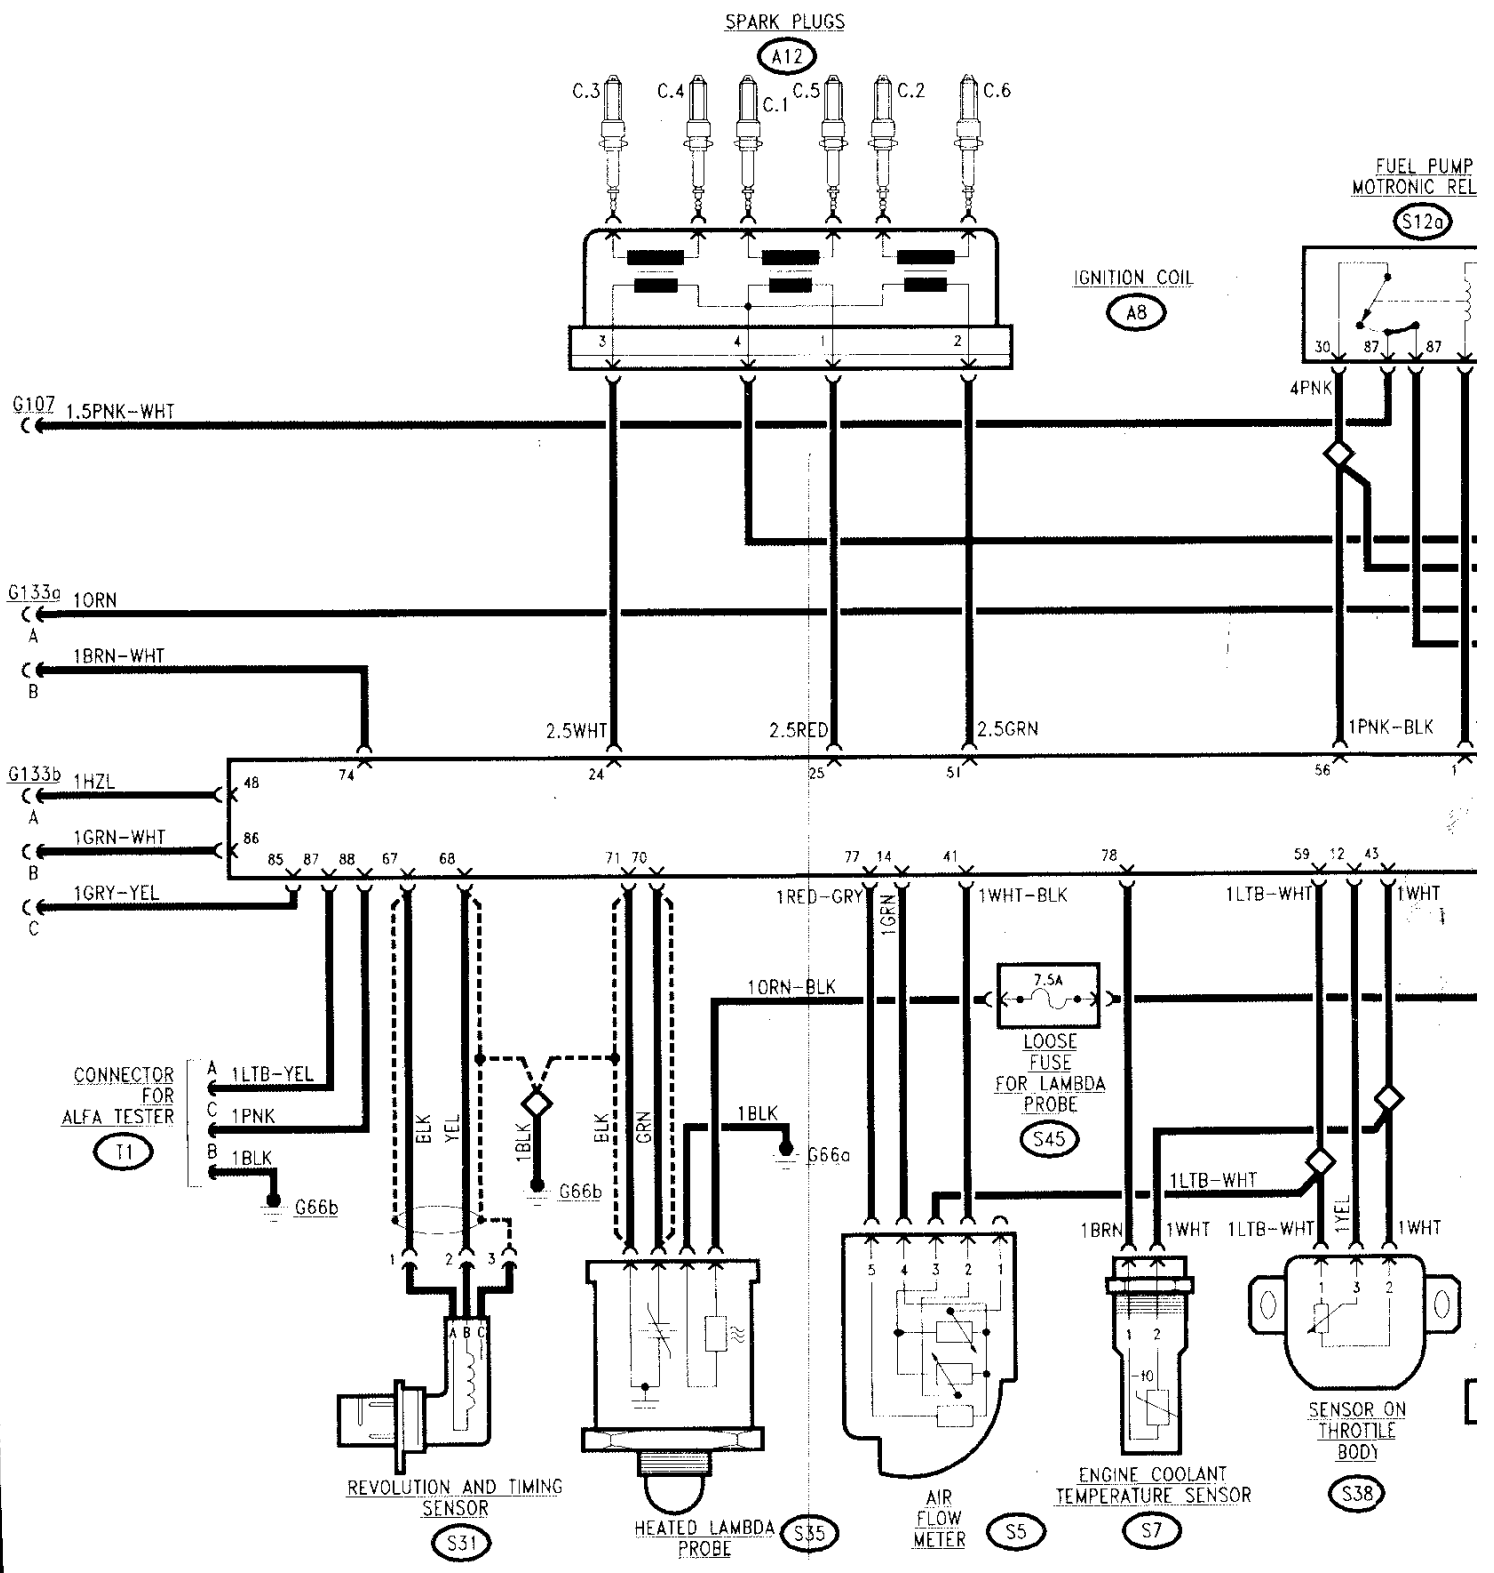 SPARK PLUGS
A12
C.3
C.4
C.1
C.5
C.2
C.6
FUEL PUMP
MOTRONIC REL
S12a
IGNITION COIL
A8
3
4
1
2
30
87
87
4PNK
G107
1.5PNK-WHT
G133a
1ORN
A
1BRN-WHT
B
2.5WHT
2.5RED
2.5GRN
1PNK-BLK
74
24
25
51
56
1
G133b
1HZL
A
48
1GRN-WHT
B
86
1GRY-YEL
C
85
87
88
67
68
71
70
77
14
41
78
59
12
43
1RED-GRY
1GRN
1WHT-BLK
1LTB-WHT
1WHT
1ORN-BLK
7.5A
LOOSE
FUSE
FOR LAMBDA
PROBE
S45
CONNECTOR
FOR
ALFA TESTER
T1
A
1LTB-YEL
C
1PNK
B
1BLK
G66b
BLK
YEL
1BLK
G66b
BLK
GRN
1BLK
G66a
1LTB-WHT
1BRN
1WHT
1LTB-WHT
1YEL
1WHT
1
2
3
A B C
5
4
3
2
1
1
2
1
3
2
REVOLUTION AND TIMING
SENSOR
S31
HEATED LAMBDA
PROBE
S35
AIR
FLOW
METER
S5
ENGINE COOLANT
TEMPERATURE SENSOR
S7
SENSOR ON
THROTTLE
BODY
S38